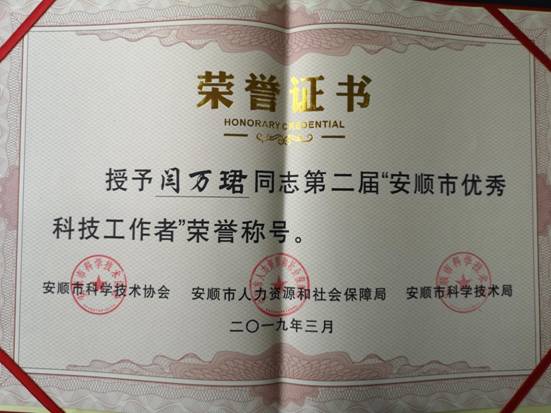 荣誉证书
HONORARY CREDENTIAL
授予闫万珺同志第二届“安顺市优秀
科技工作者”荣誉称号。
安顺市科学技术协会 安顺市人力资源和社会保障局 安顺市科学技术局
二〇一九年三月